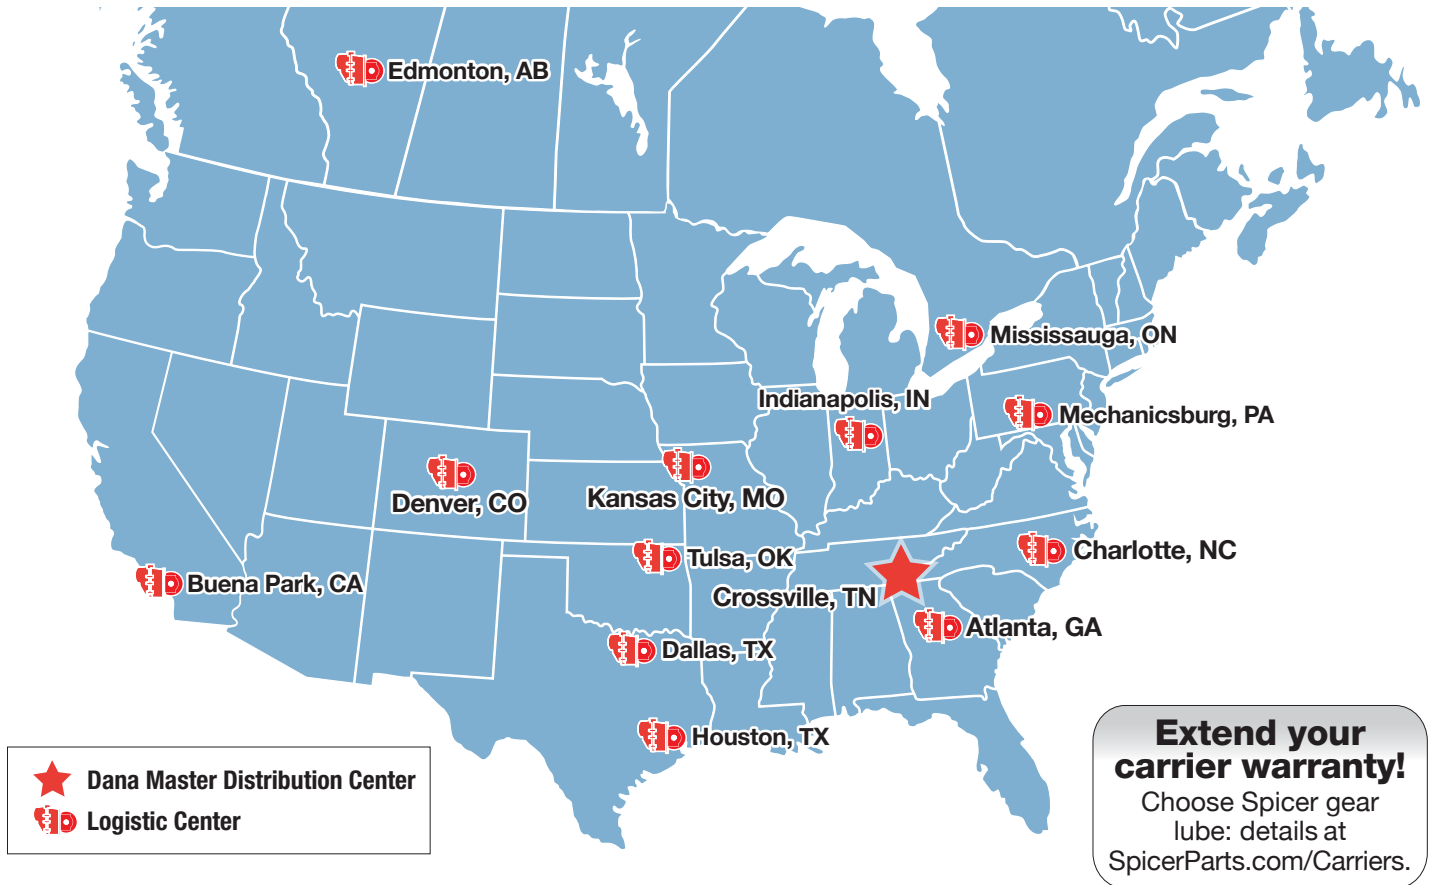 Edmonton, AB
Mississauga, ON
Indianapolis, IN
Mechanicsburg, PA
Denver, CO
Kansas City, MO
Charlotte, NC
Tulsa, OK
Buena Park, CA
Crossville, TN
Atlanta, GA
Dallas, TX
Houston, TX
Dana Master Distribution Center
Logistic Center
Extend your
carrier warranty!
Choose Spicer gear
lube: details at
SpicerParts.com/Carriers.